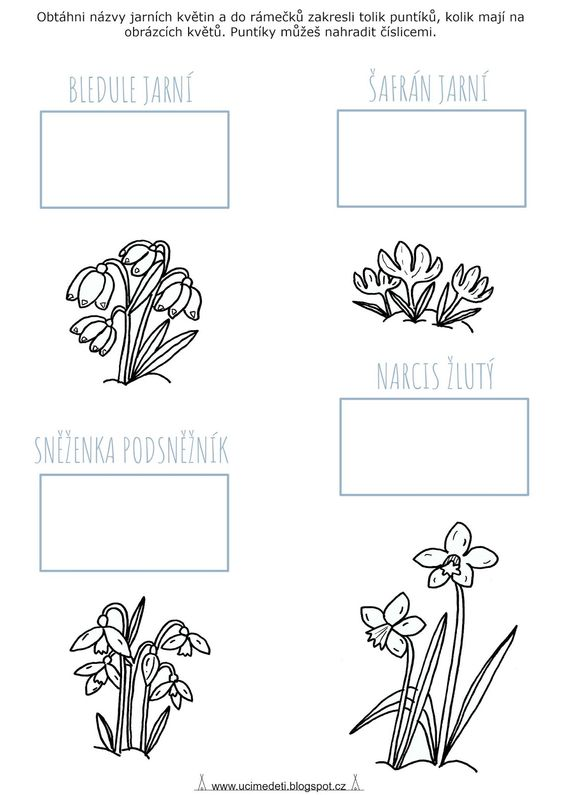 Obtáhni názvy jarních květin a do rámečků zakresli tolik puntíků, kolik mají na
obrázcích květů. Puntíky můžeš nahradit číslicemi.
BLEDULE JARNÍ
ŠAFRÁN JARNÍ
NARCIS ŽLUTÝ
SNĚŽENKA PODSNĚŽNÍK
www.ucimedeti.blogspot.cz